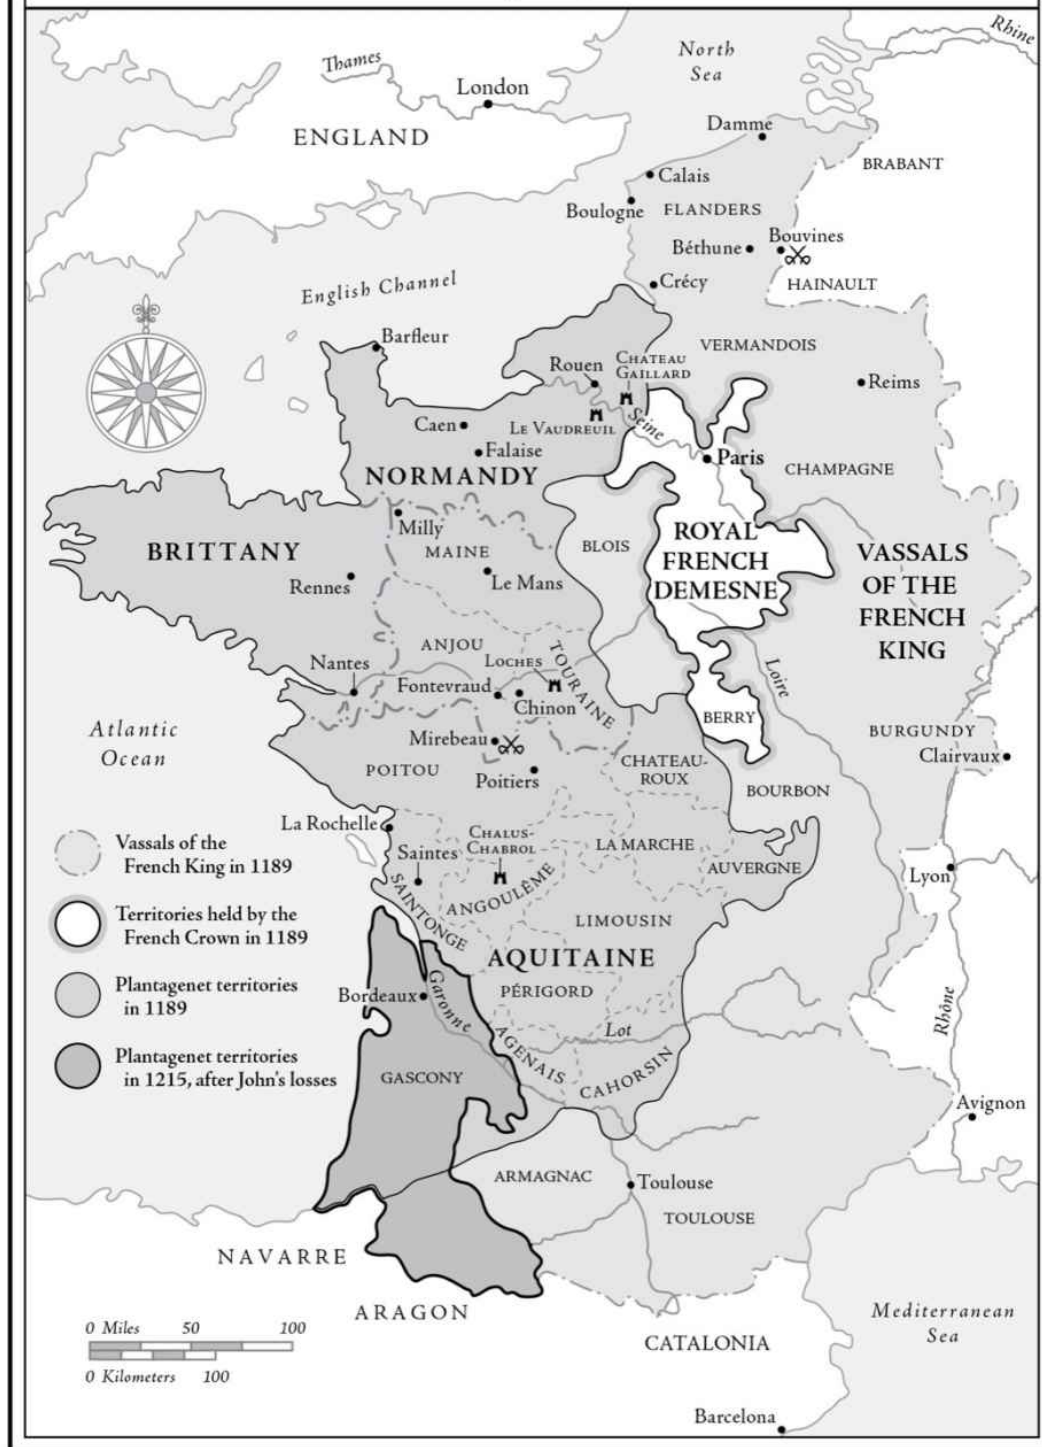 Rhine
North
Sea
Thames
London
ENGLAND
Damme
BRABANT
Calais
Boulogne
FLANDERS
Béthune
Bouvines
HAINAULT
Crécy
English Channel
Barfleur
VERMANDOIS
Rouen
CHATEAU
GAILLARD
Reims
Caen
LE VAUDREUIL
Seine
Falaise
Paris
NORMANDY
CHAMPAGNE
Milly
BRITTANY
MAINE
BLOIS
ROYAL
FRENCH
DEMESNE
VASSALS
OF THE
FRENCH
KING
Rennes
Le Mans
ANJOU
Nantes
LOCHES
TOURAINE
Loire
Fontevraud
Chinon
BERRY
Atlantic
Ocean
Mirebeau
BURGUNDY
Clairvaux
POITOU
Poitiers
CHATEAU-
ROUX
BOURBON
La Rochelle
CHALUS-
CHABROL
LA MARCHE
Saintes
AUVERGNE
Lyon
SAINTONGE
ANGOULÊME
LIMOUSIN
AQUITAINE
Bordeaux
Garonne
PÉRIGORD
Rhône
Lot
AGENAIS
CAHORSIN
GASCONY
Avignon
ARMAGNAC
Toulouse
TOULOUSE
NAVARRE
ARAGON
CATALONIA
Mediterranean
Sea
Barcelona
Vassals of the
French King in 1189
Territories held by the
French Crown in 1189
Plantagenet territories
in 1189
Plantagenet territories
in 1215, after John's losses
0 Miles 50 100
0 Kilometers 100